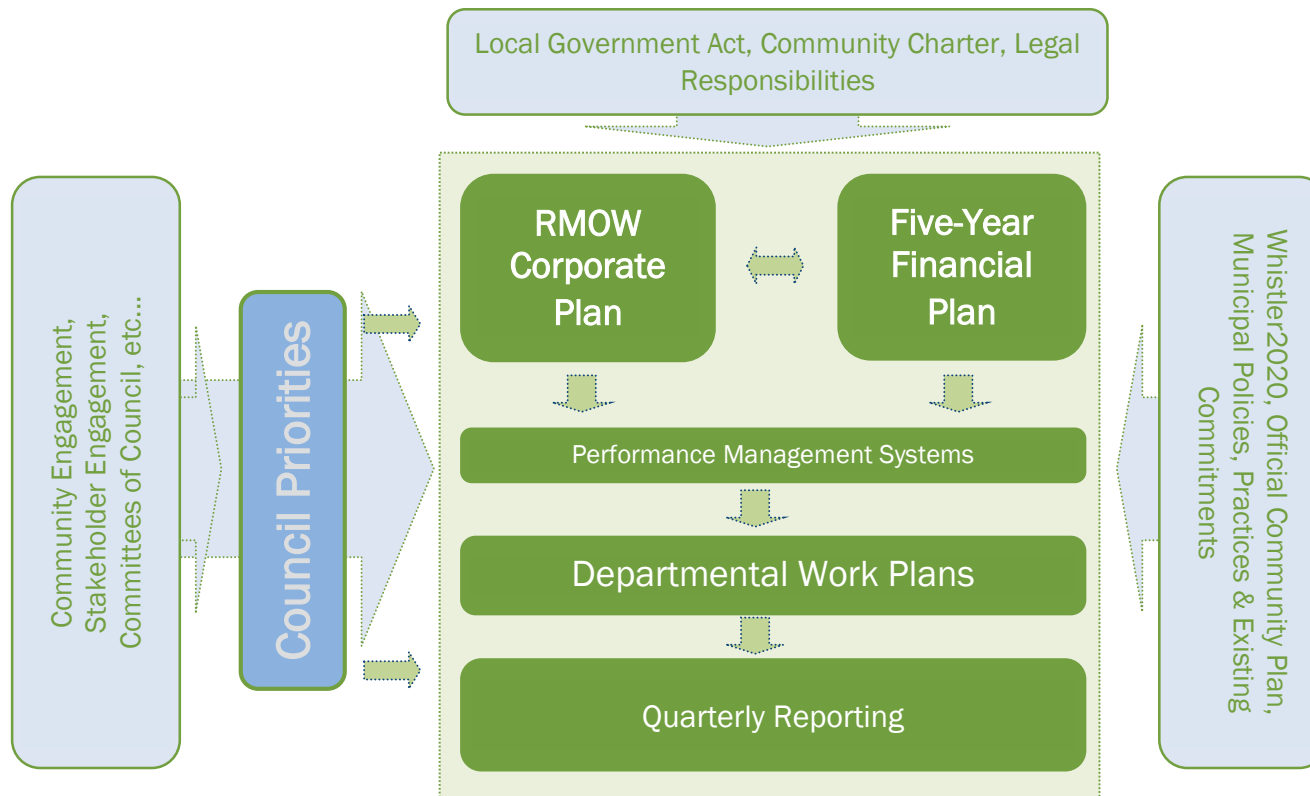 Local Government Act, Community Charter, Legal
Responsibilities
Community Engagement,
Stakeholder Engagement,
Committees of Council, etc...
Council Priorities
RMOW
Corporate
Plan
Five-Year
Financial
Plan
Performance Management Systems
Departmental Work Plans
Quarterly Reporting
Whistler2020, Official Community Plan,
Municipal Policies, Practices & Existing
Commitments